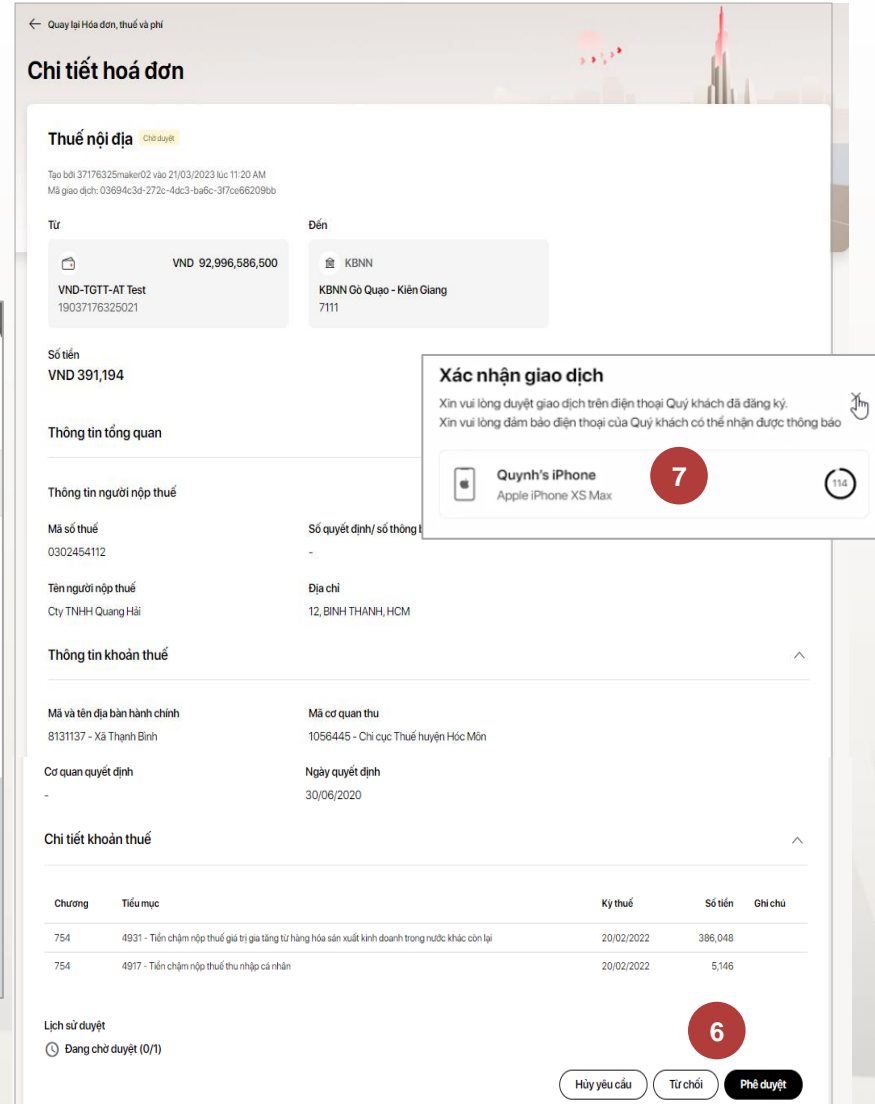 ← Quay lại Hóa đơn, thuế và phí
Chi tiết hoá đơn
Thuế nội địa Chờ duyệt
Tạo bởi 37176325maker02 vào 21/03/2023 lúc 11:20 AM
Mã giao dịch: 03694c3d-272c-4dc3-ba6c-3f7ce66209bb
Từ Đến
VND 92,996,586,500 KBNN
VND-TGTT-AT Test KBNN Gò Quạo - Kiên Giang
19037176325021 7111
Số tiền
VND 391,194
Xác nhận giao dịch
Xin vui lòng duyệt giao dịch trên điện thoại Quý khách đã đăng ký.
Xin vui lòng đảm bảo điện thoại của Quý khách có thể nhận được thông báo
Quynh's iPhone
Apple iPhone XS Max
7
114
Thông tin tổng quan
Thông tin người nộp thuế
Mã số thuế Số quyết định/ số thông
0302454112 -
Tên người nộp thuế Địa chỉ
Cty TNHH Quang Hải 12, BINH THANH, HCM
Thông tin khoản thuế
Mã và tên địa bàn hành chính Mã cơ quan thu
8131137 - Xã Thạnh Bình 1056445 - Chi cục Thuế huyện Hóc Môn
Cơ quan quyết định Ngày quyết định
- 30/06/2020
Chi tiết khoản thuế
Chương Tiểu mục Kỳ thuế Số tiền Ghi chú
754 4931 - Tiền chậm nộp thuế giá trị gia tăng từ hàng hóa sản xuất kinh doanh trong nước khác còn lại 20/02/2022 386,048
754 4917 - Tiền chậm nộp thuế thu nhập cá nhân 20/02/2022 5,146
Lịch sử duyệt
Đang chờ duyệt (0/1)
6
Hủy yêu cầu Từ chối Phê duyệt